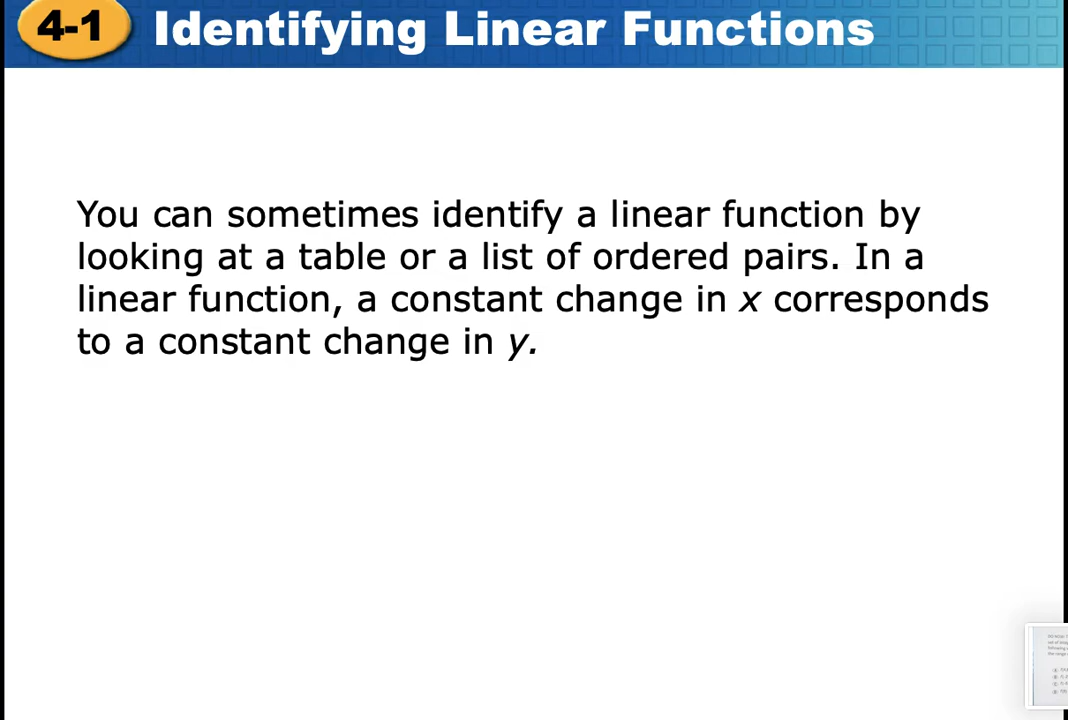 4-1 Identifying Linear Functions
You can sometimes identify a linear function by
looking at a table or a list of ordered pairs. In a
linear function, a constant change in x corresponds
to a constant change in y.